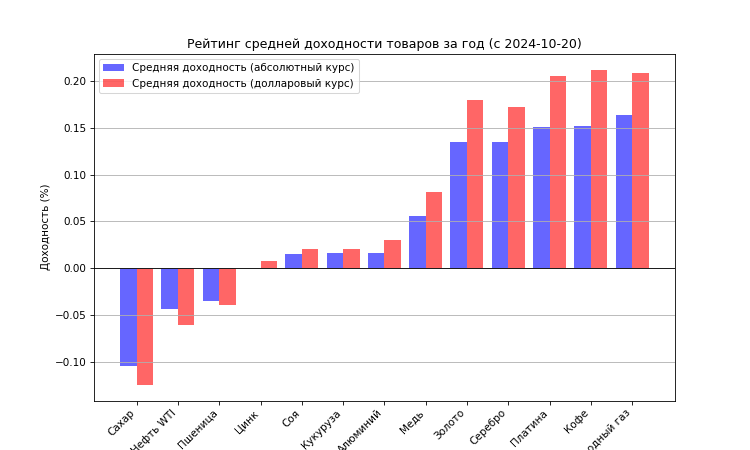 Рейтинг средней доходности товаров за год (с 2024-10-20)
Средняя доходность (абсолютный курс)
Средняя доходность (долларовый курс)
Доходность (%)
0.20
0.15
0.10
0.05
0.00
−0.05
−0.10
Сахар
Нефть WTI
Пшеница
Цинк
Соя
Кукуруза
Алюминий
Медь
Золото
Серебро
Платина
Кофе
газ